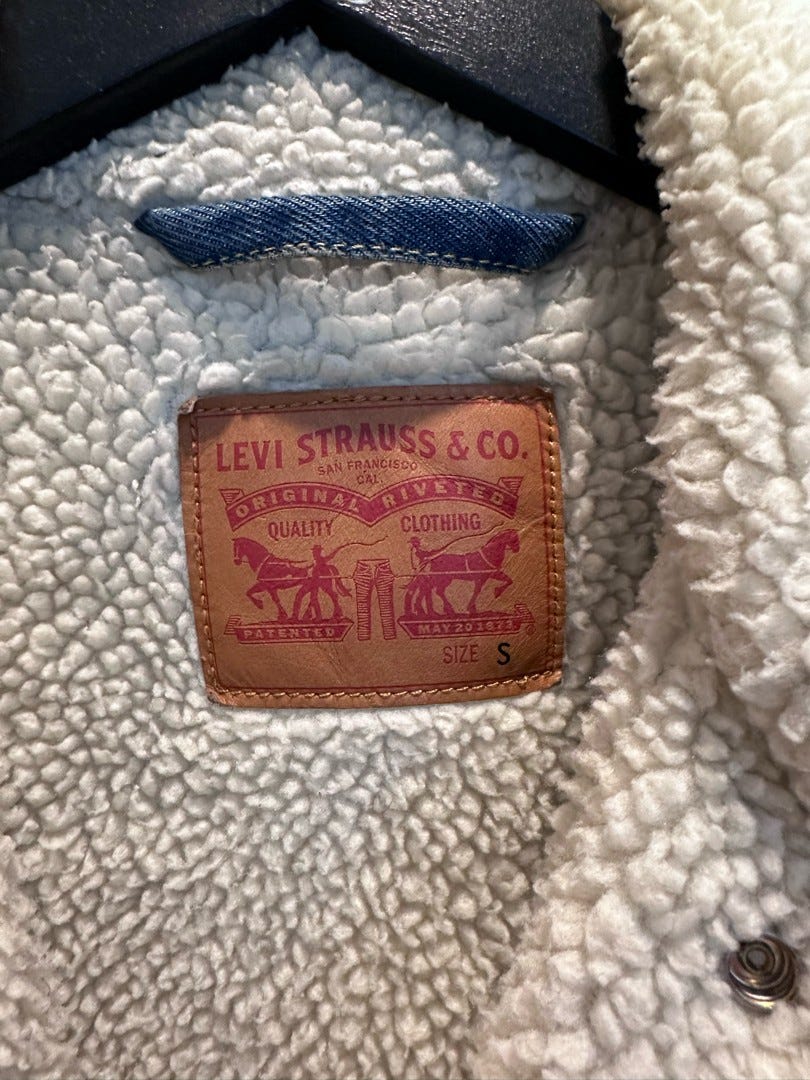 LEVI STRAUSS & CO.
SAN FRANCISCO
CAL.
ORIGINAL RIVETED
QUALITY CLOTHING
PATENTED MAY 20 1873
SIZE S